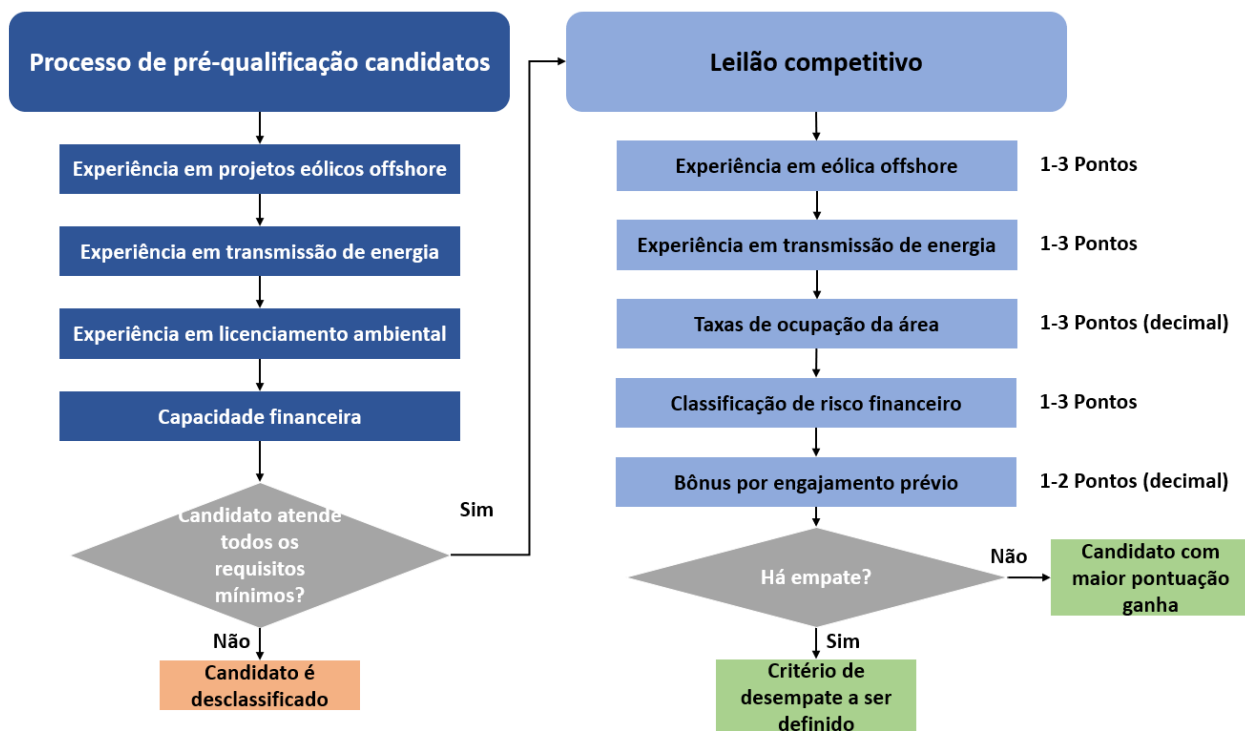 Processo de pré-qualificação candidatos
Experiência em projetos eólicos offshore
Experiência em transmissão de energia
Experiência em licenciamento ambiental
Capacidade financeira
Candidato atende
todos os
requisitos
mínimos?
Sim
Não
Candidato é
desclassificado
Leilão competitivo
Experiência em eólica offshore
1-3 Pontos
Experiência em transmissão de energia
1-3 Pontos
Taxas de ocupação da área
1-3 Pontos (decimal)
Classificação de risco financeiro
1-3 Pontos
Bônus por engajamento prévio
1-2 Pontos (decimal)
Há empate?
Não
Candidato com
maior pontuação
ganha
Sim
Critério de
desempate a ser
definido